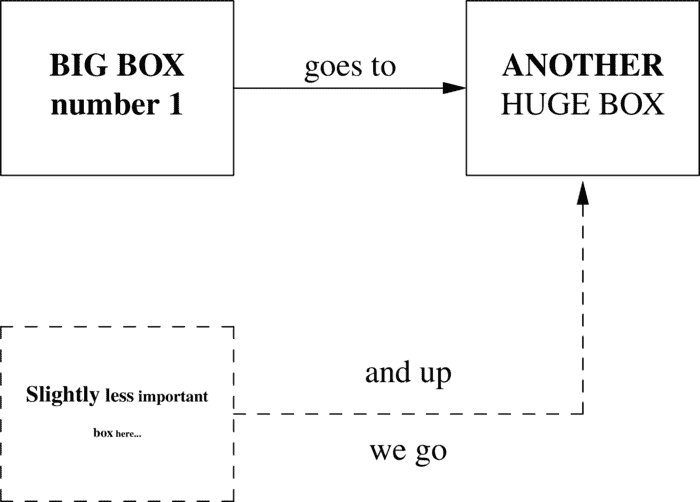 BIG BOX
number 1
goes to
ANOTHER
HUGE BOX
Slightly less important
box here...
and up
we go